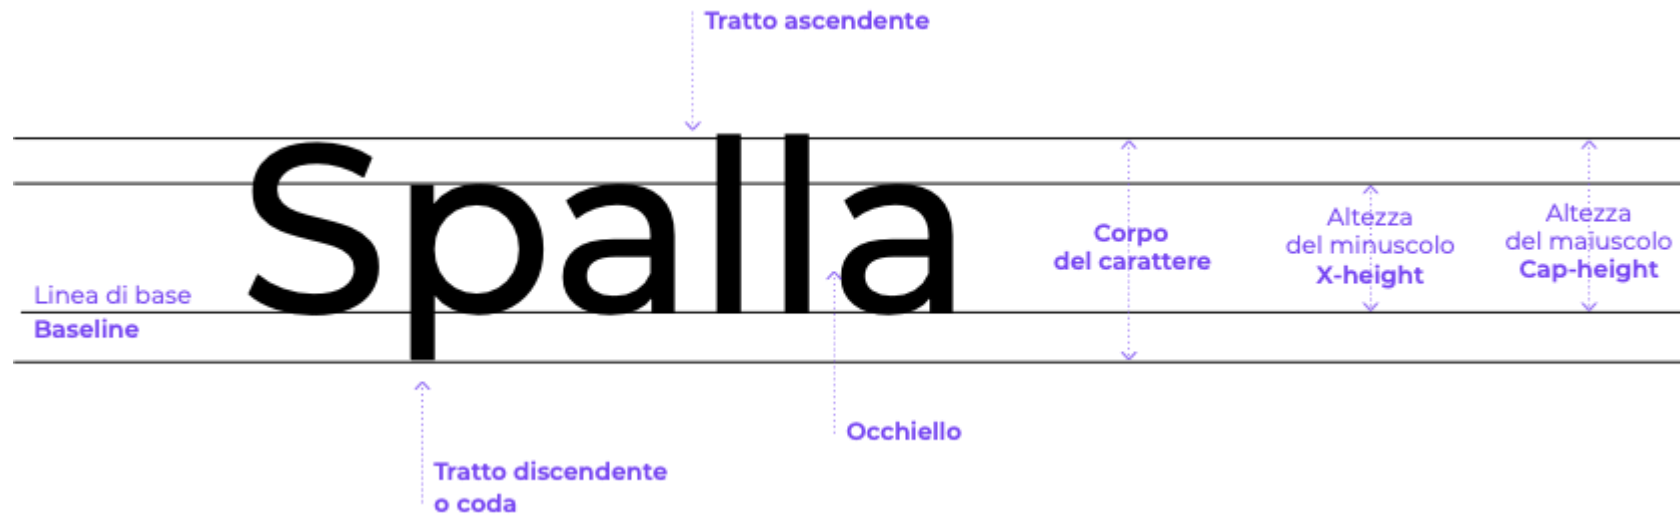 Tratto ascendente
Spalla
Corpo
del carattere
Altezza
del minuscolo
X-height
Altezza
del maiuscolo
Cap-height
Linea di base
Baseline
Occhiello
Tratto discendente
o coda